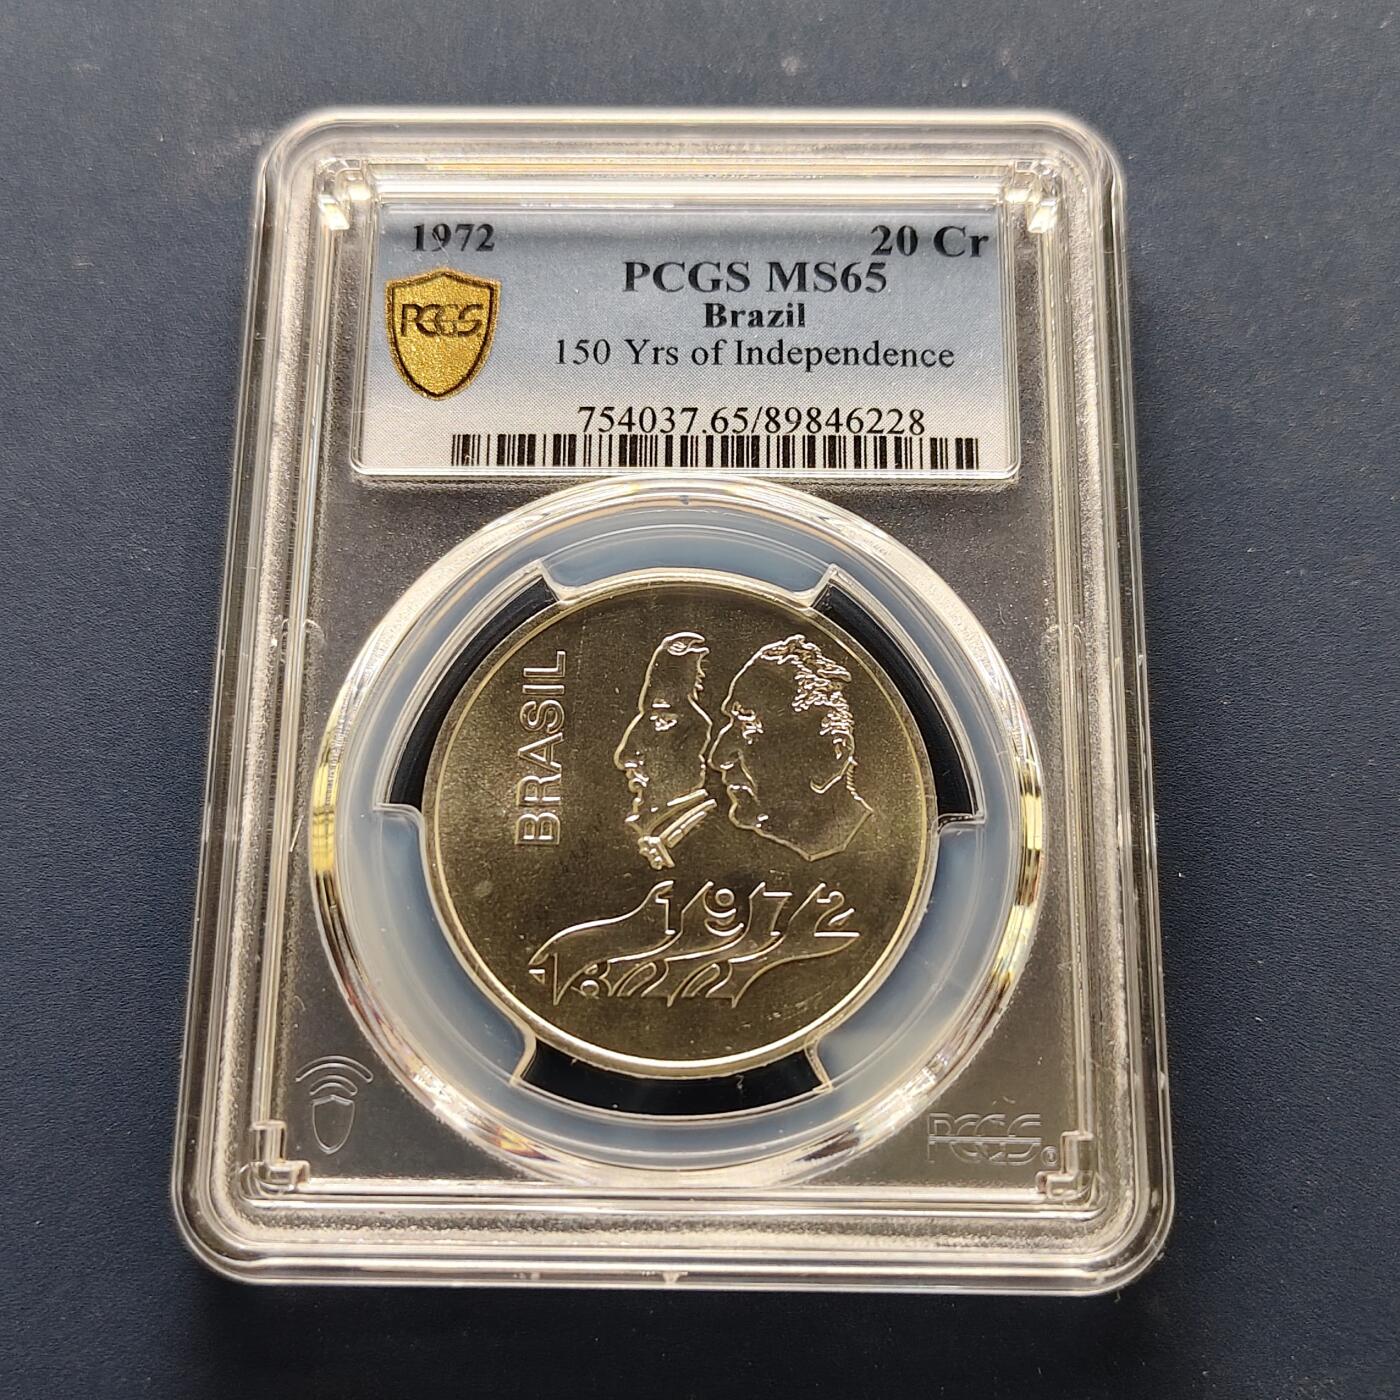 1972
20 Cr
PCGS MS65
Brazil
PCGS
150 Yrs of Independence
754037.65/89846228
BRASIL
1972
1822
PCGS